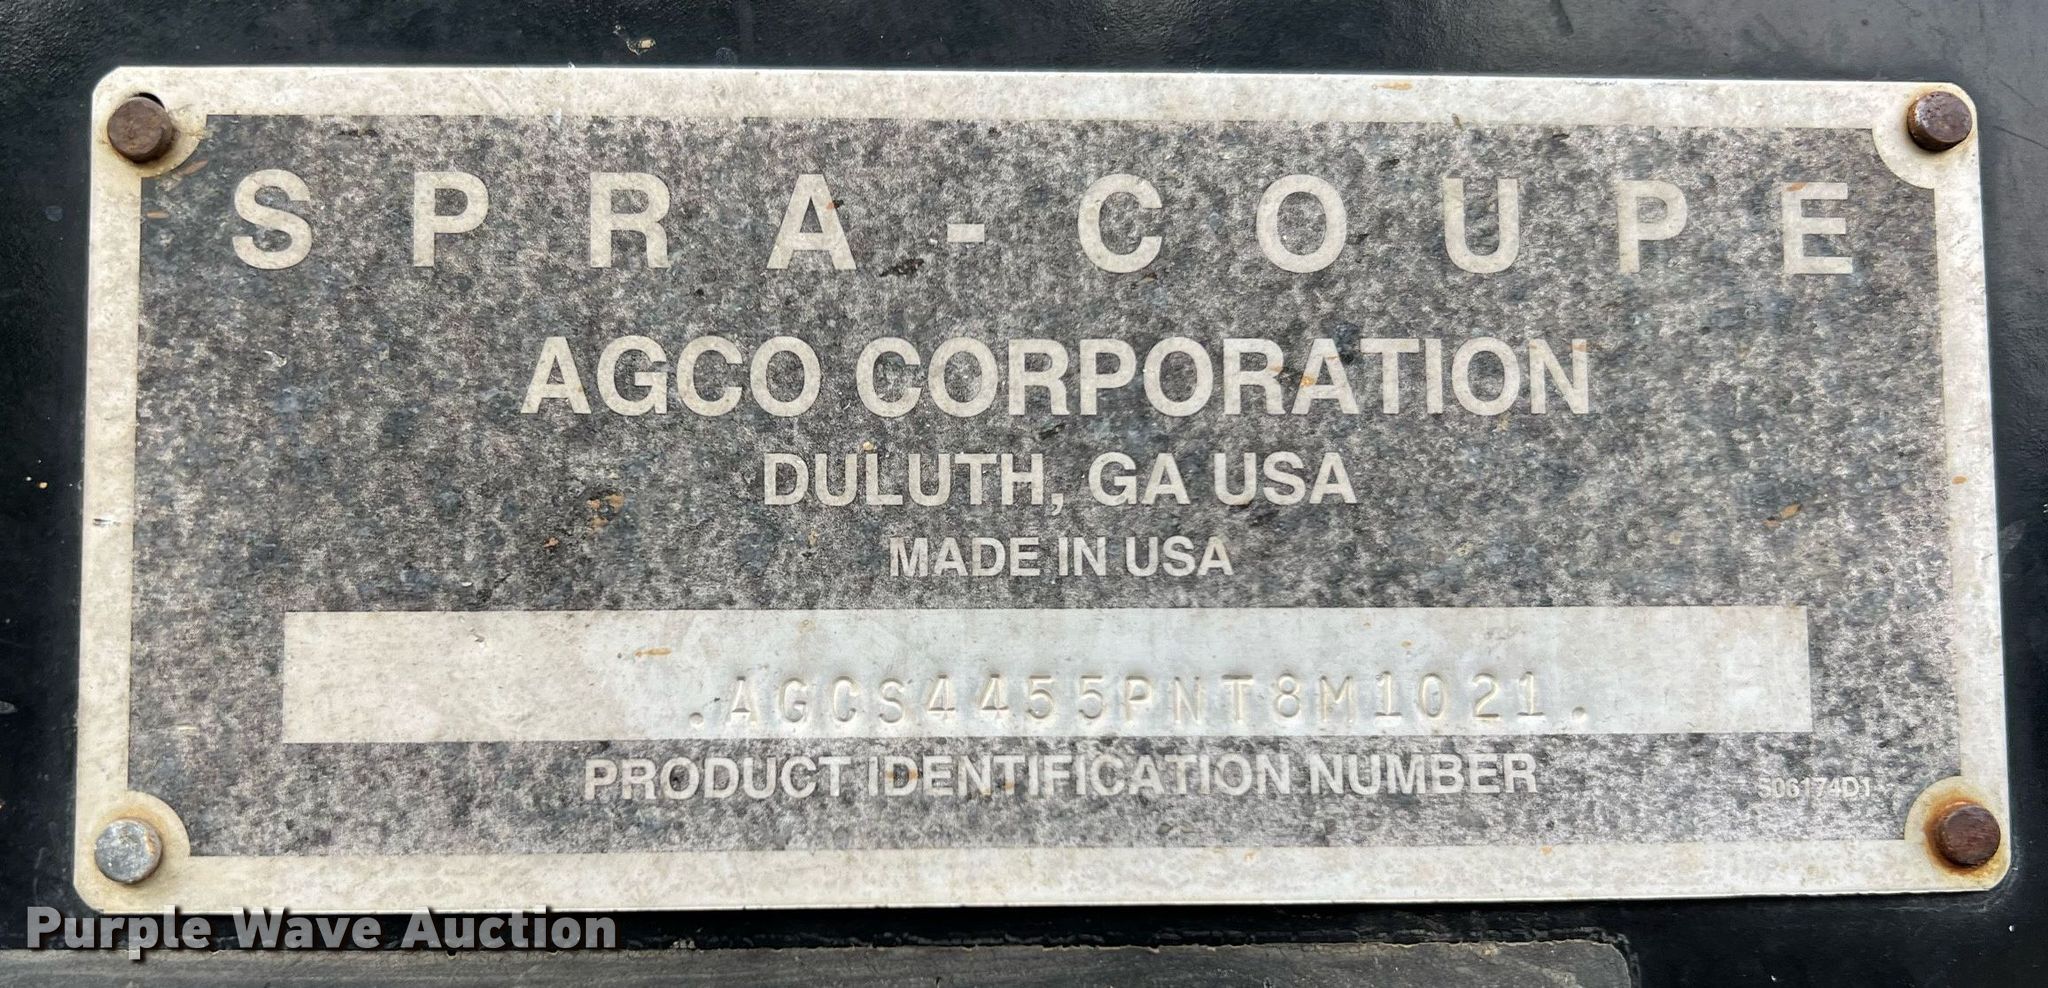 SPRA-COUPE
AGCO CORPORATION
DULUTH, GA USA
MADE IN USA
.AGCS4455PNT8M1021.
PRODUCT IDENTIFICATION NUMBER
506174D1
Purple Wave Auction